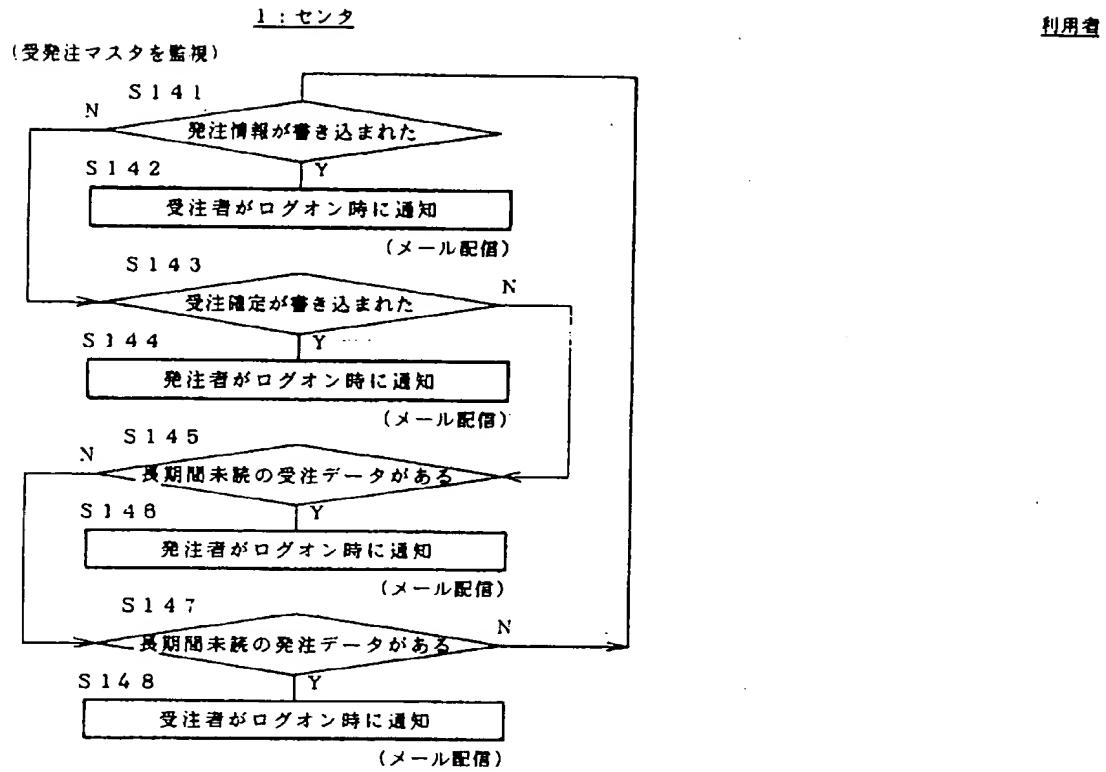 1:センタ
利用者
(受発注マスタを監視)
S141
N
発注情報が書き込まれた
Y
S142
受注者がログオン時に通知
(メール配信)
S143
N
受注確定が書き込まれた
Y
S144
発注者がログオン時に通知
(メール配信)
S145
N
長期間未読の受注データがある
Y
S146
発注者がログオン時に通知
(メール配信)
S147
N
長期間未読の発注データがある
Y
S148
受注者がログオン時に通知
(メール配信)